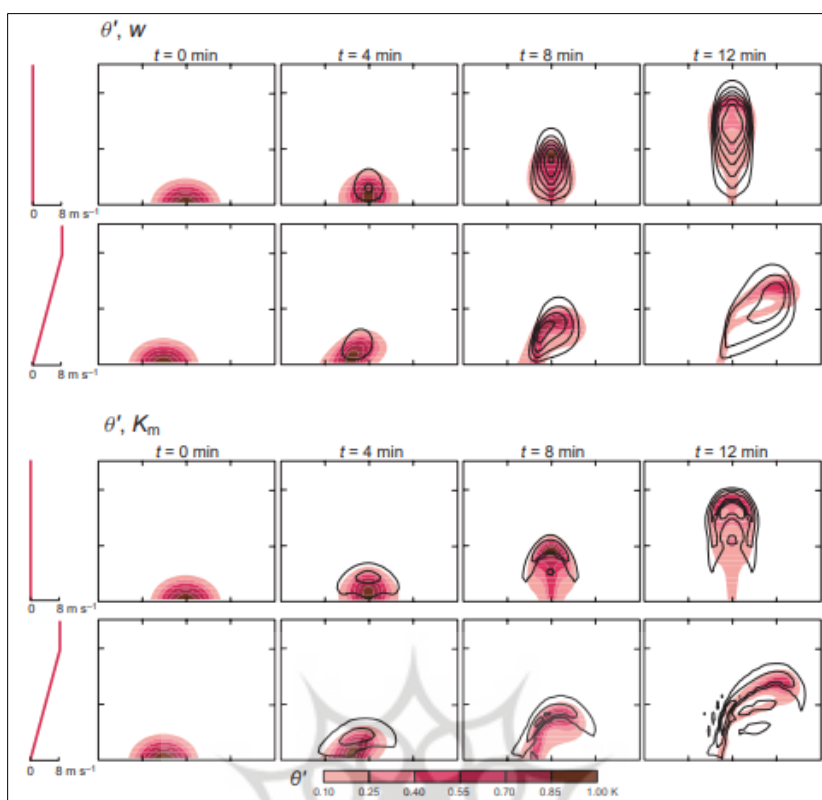 θ′, w
t = 0 min t = 4 min t = 8 min t = 12 min
0 8 m s⁻¹
0 8 m s⁻¹
θ′, Kₘ
t = 0 min t = 4 min t = 8 min t = 12 min
0 8 m s⁻¹
0 8 m s⁻¹
θ′
0.10 0.25 0.40 0.55 0.70 0.85 1.00 K